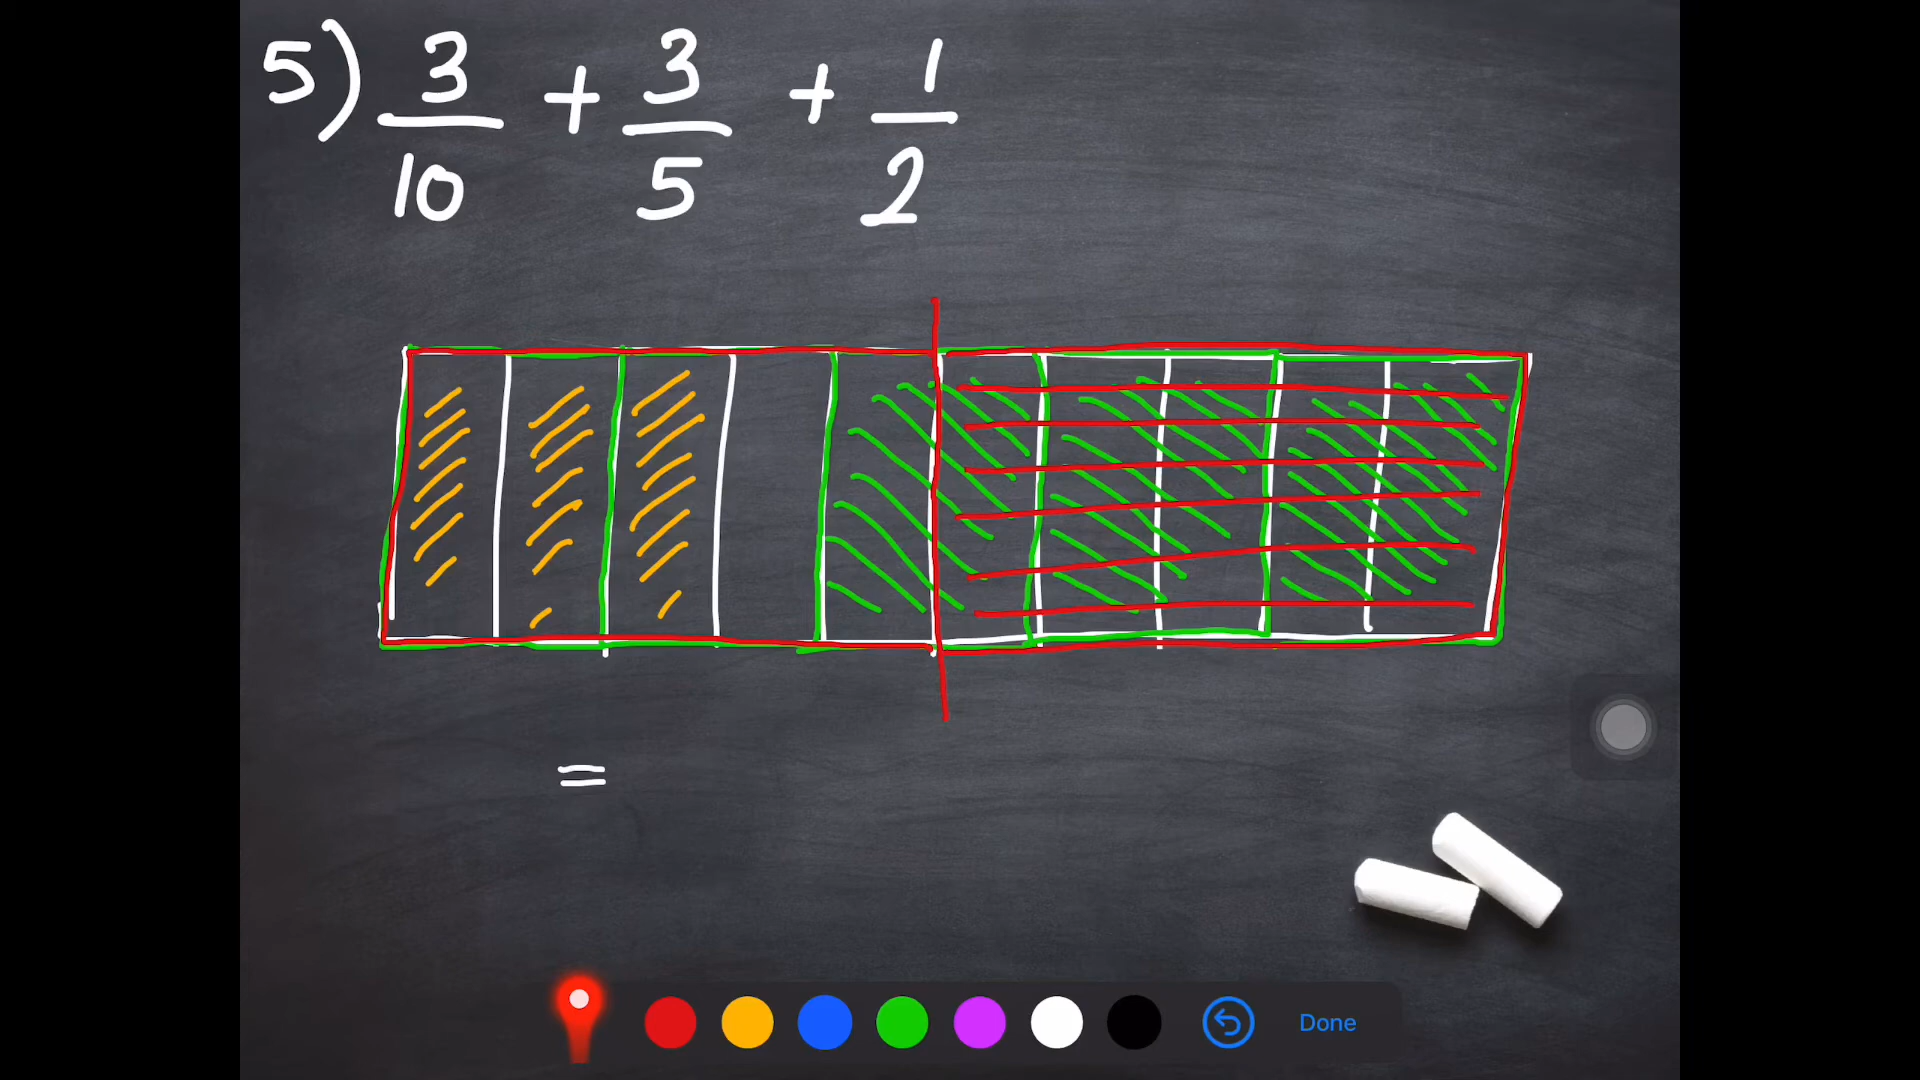 5) 3/10 + 3/5 + 1/2
=
Done